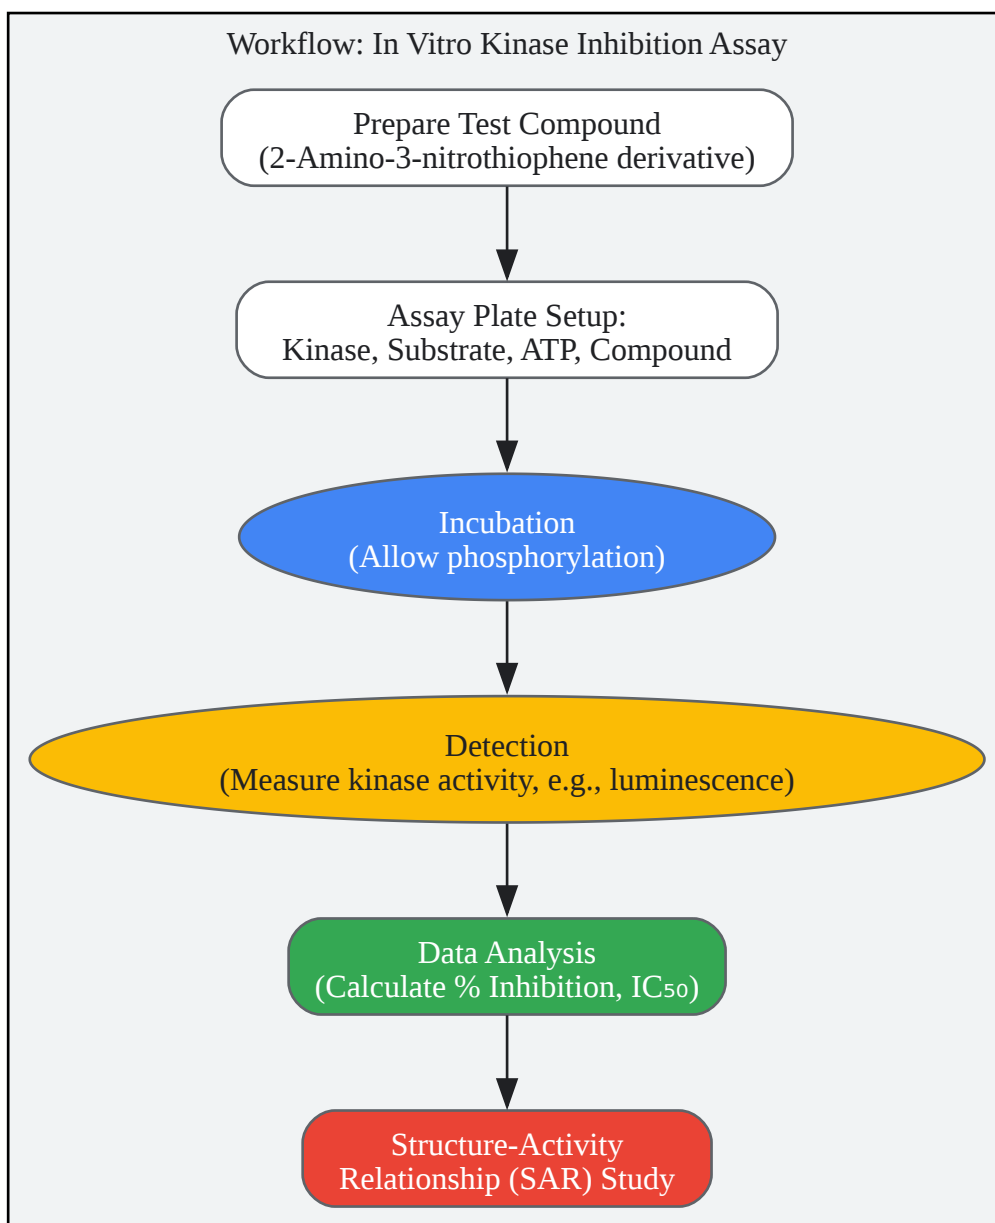 Workflow: In Vitro Kinase Inhibition Assay
Prepare Test Compound
(2-Amino-3-nitrothiophene derivative)
Assay Plate Setup:
Kinase, Substrate, ATP, Compound
Incubation
(Allow phosphorylation)
Detection
(Measure kinase activity, e.g., luminescence)
Data Analysis
(Calculate % Inhibition, IC₅₀)
Structure-Activity
Relationship (SAR) Study